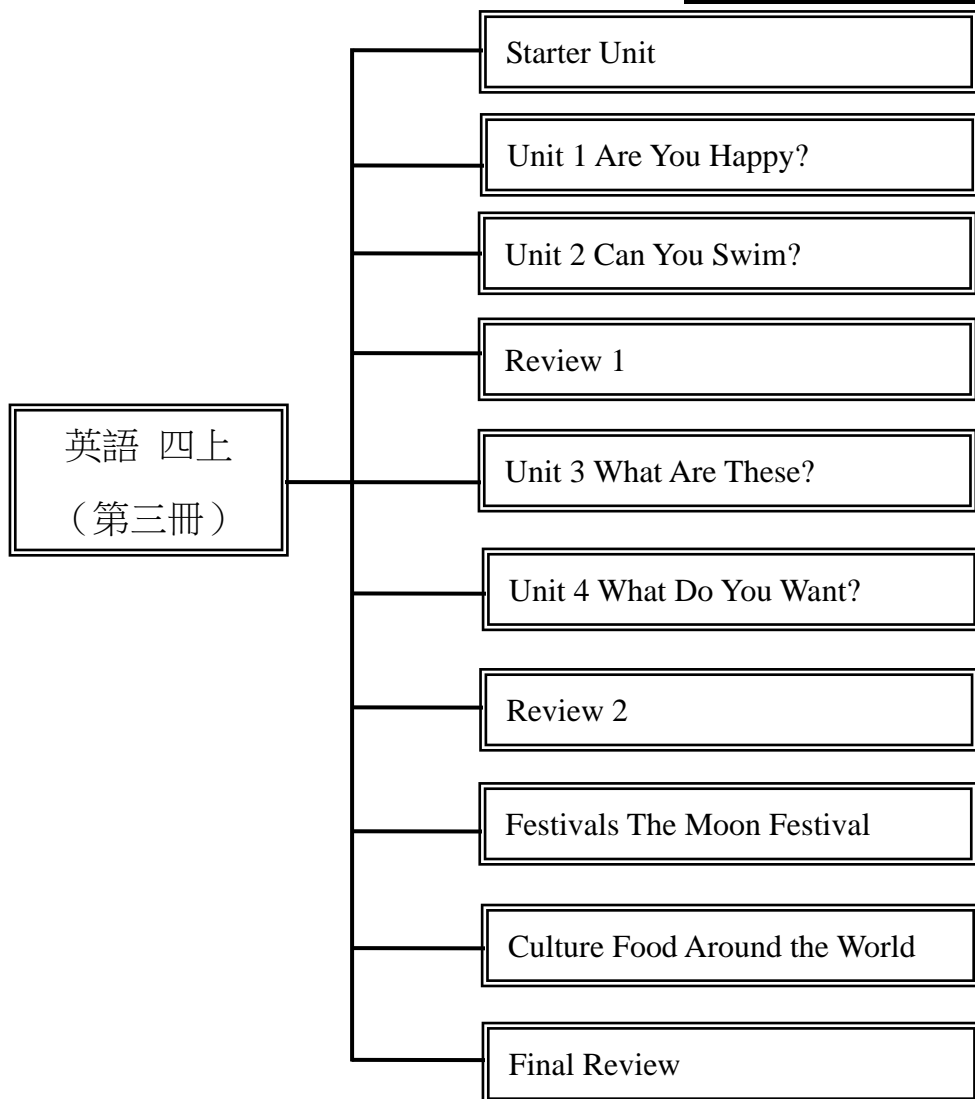 英語 四上
（第三冊）
Starter Unit
Unit 1 Are You Happy?
Unit 2 Can You Swim?
Review 1
Unit 3 What Are These?
Unit 4 What Do You Want?
Review 2
Festivals The Moon Festival
Culture Food Around the World
Final Review